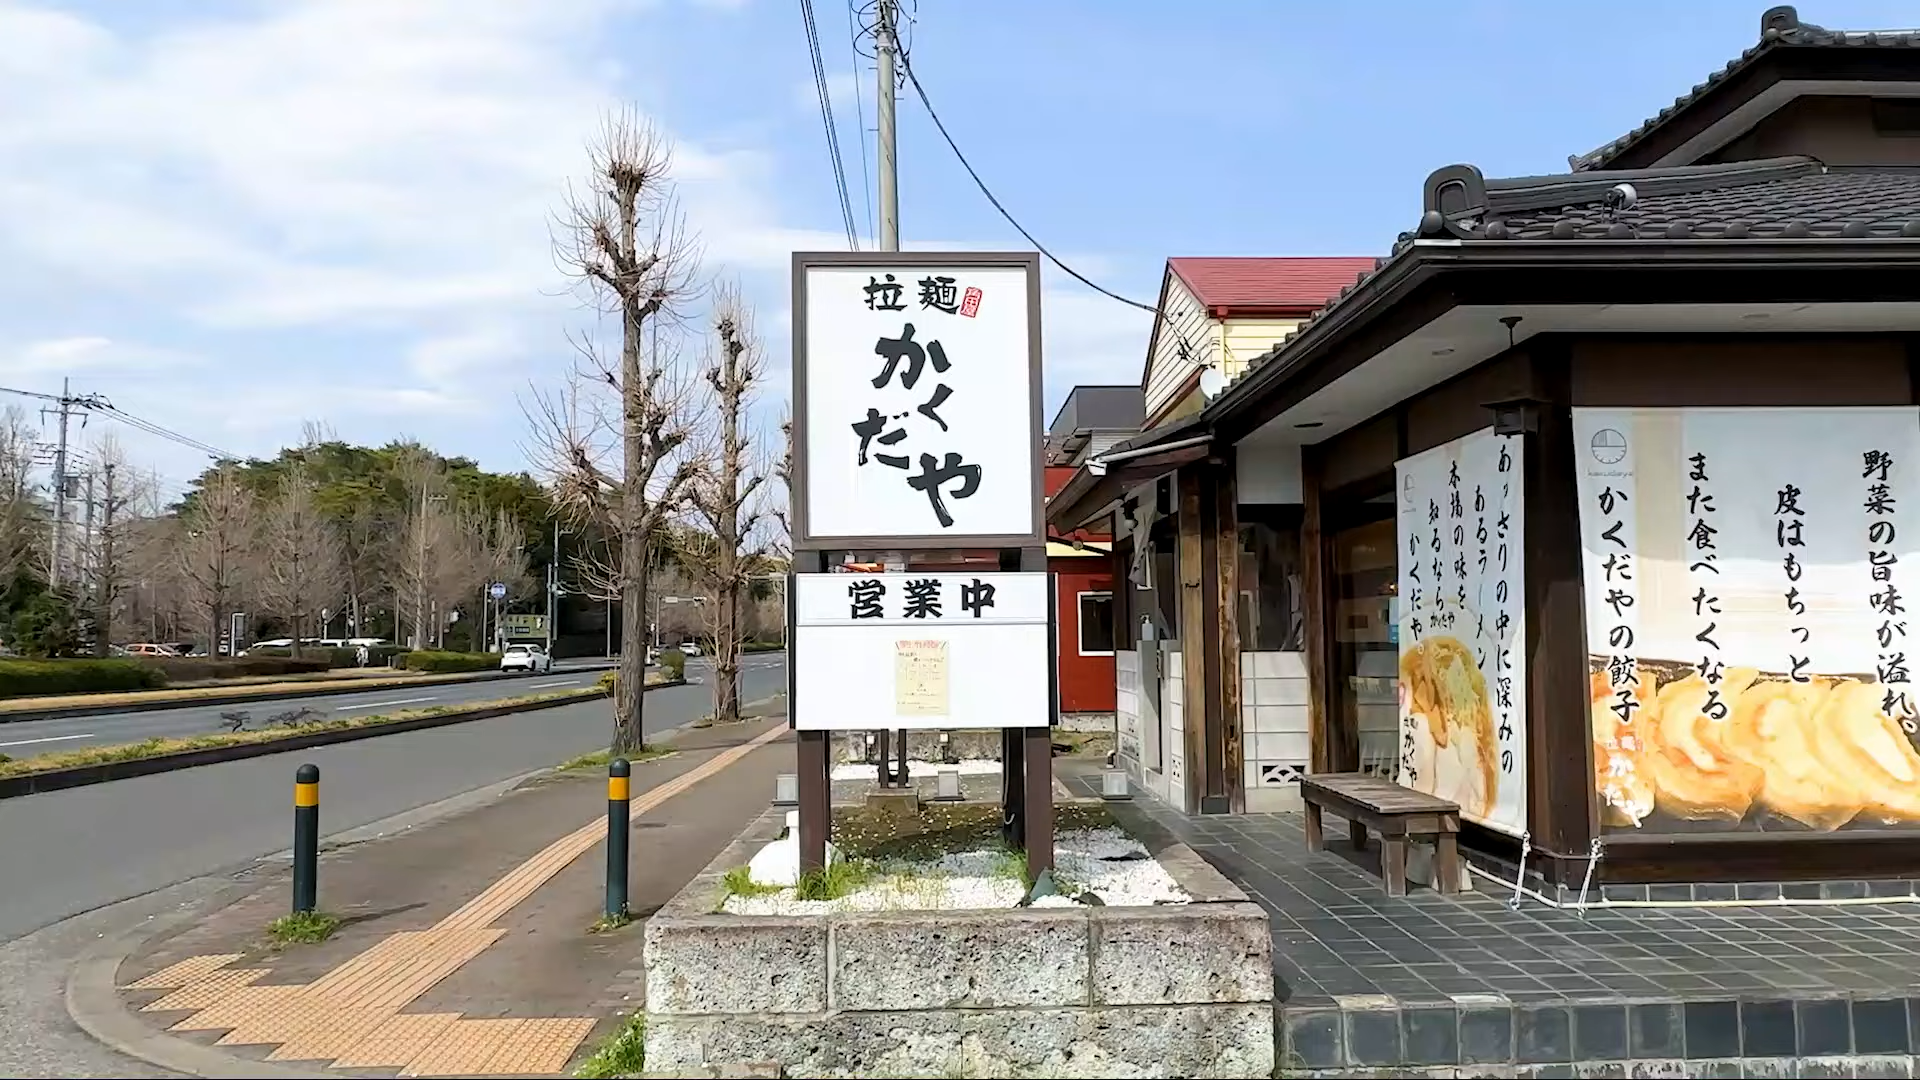 拉麺
かくだや
営業中
あっさりの中に深みの
あるラーメン
本場の味を
知るなら
かくだや
野菜の旨味が溢れ。
皮はもちっと
また食べたくなる
かくだやの餃子